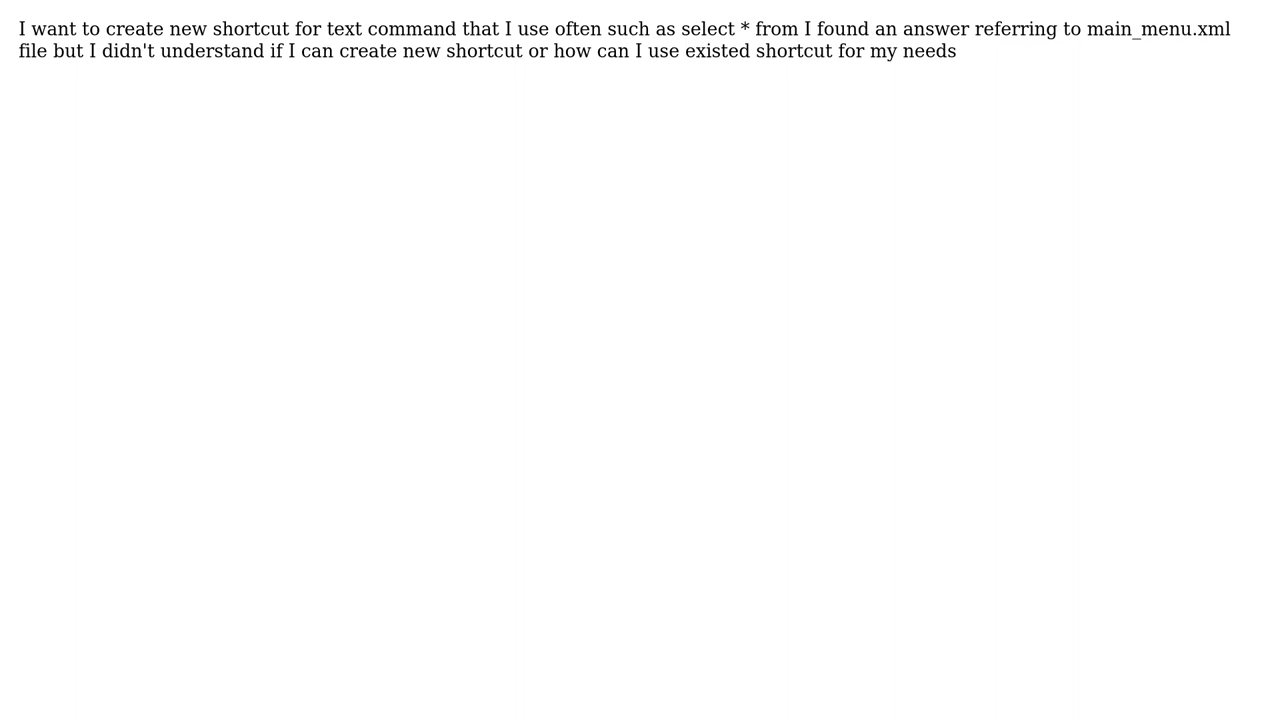 I want to create new shortcut for text command that I use often such as select * from I found an answer referring to main_menu.xml
file but I didn't understand if I can create new shortcut or how can I use existed shortcut for my needs